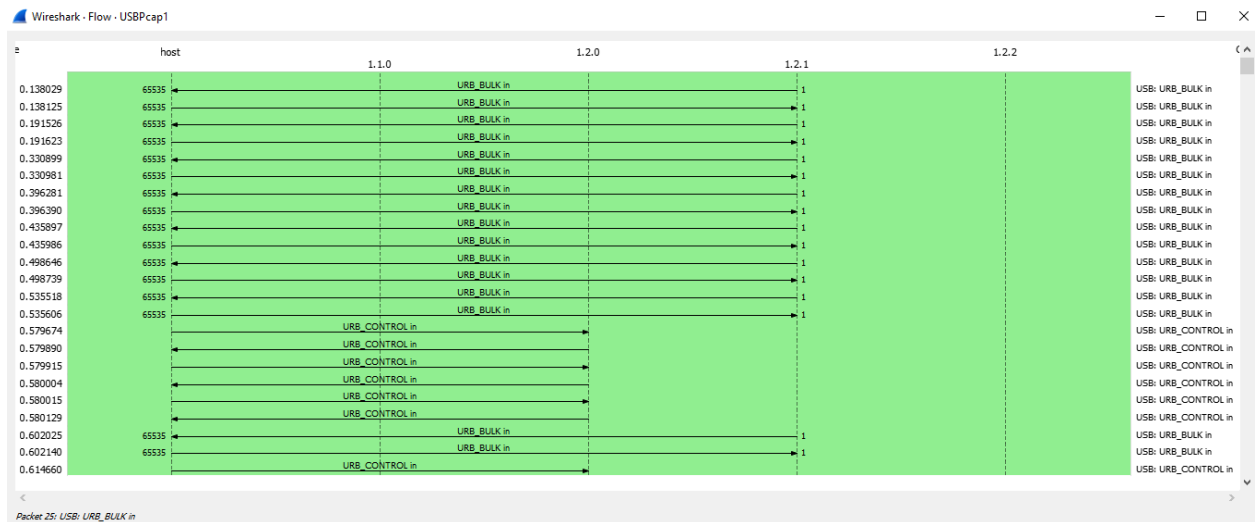 Wireshark · Flow · USBPcap1
e host 1.1.0 1.2.0 1.2.1 1.2.2 C
0.138029 65535 URB_BULK in 1 USB: URB_BULK in
0.138125 65535 URB_BULK in 1 USB: URB_BULK in
0.191526 65535 URB_BULK in 1 USB: URB_BULK in
0.191623 65535 URB_BULK in 1 USB: URB_BULK in
0.330899 65535 URB_BULK in 1 USB: URB_BULK in
0.330981 65535 URB_BULK in 1 USB: URB_BULK in
0.396281 65535 URB_BULK in 1 USB: URB_BULK in
0.396390 65535 URB_BULK in 1 USB: URB_BULK in
0.435897 65535 URB_BULK in 1 USB: URB_BULK in
0.435986 65535 URB_BULK in 1 USB: URB_BULK in
0.498646 65535 URB_BULK in 1 USB: URB_BULK in
0.498739 65535 URB_BULK in 1 USB: URB_BULK in
0.535518 65535 URB_BULK in 1 USB: URB_BULK in
0.535606 65535 URB_BULK in 1 USB: URB_BULK in
0.579674 URB_CONTROL in USB: URB_CONTROL in
0.579890 URB_CONTROL in USB: URB_CONTROL in
0.579915 URB_CONTROL in USB: URB_CONTROL in
0.580004 URB_CONTROL in USB: URB_CONTROL in
0.580015 URB_CONTROL in USB: URB_CONTROL in
0.580129 URB_CONTROL in USB: URB_CONTROL in
0.602025 65535 URB_BULK in 1 USB: URB_BULK in
0.602140 65535 URB_BULK in 1 USB: URB_BULK in
0.614660 URB_CONTROL in USB: URB_CONTROL in
Packet 25: USB: URB_BULK in